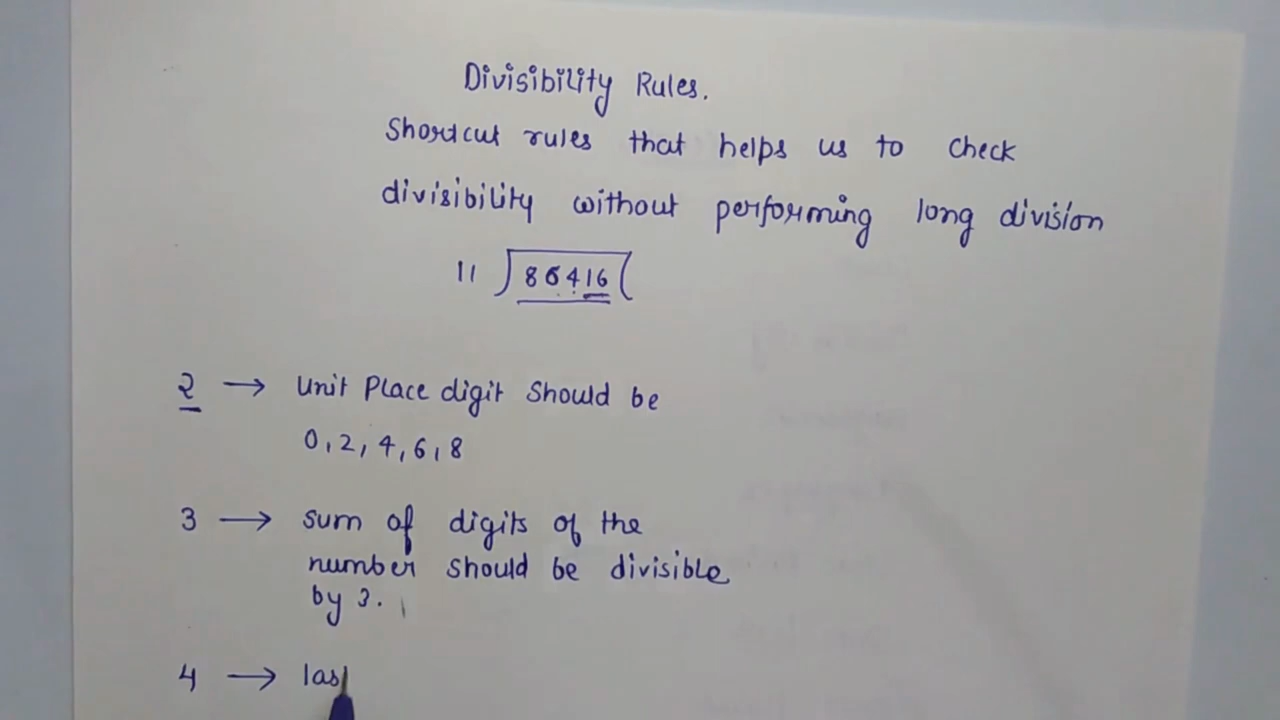 Divisibility Rules.
Shortcut rules that helps us to check
divisibility without performing long division
11 ) 86416 (
2 → Unit Place digit Should be
0, 2, 4, 6, 8
3 → Sum of digits of the
number should be divisible
by 3.
4 → las